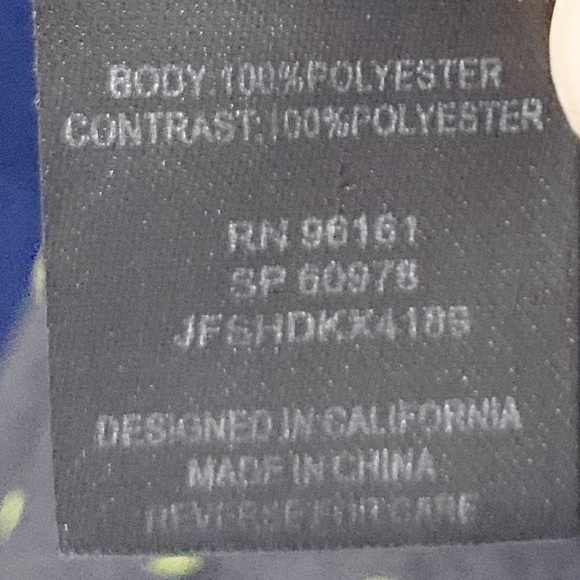 BODY:100%POLYESTER
CONTRAST:100%POLYESTER
RN 96161
SP 60978
JFSHDKX4189
DESIGNED IN CALIFORNIA
MADE IN CHINA
REVERSE FOR CARE